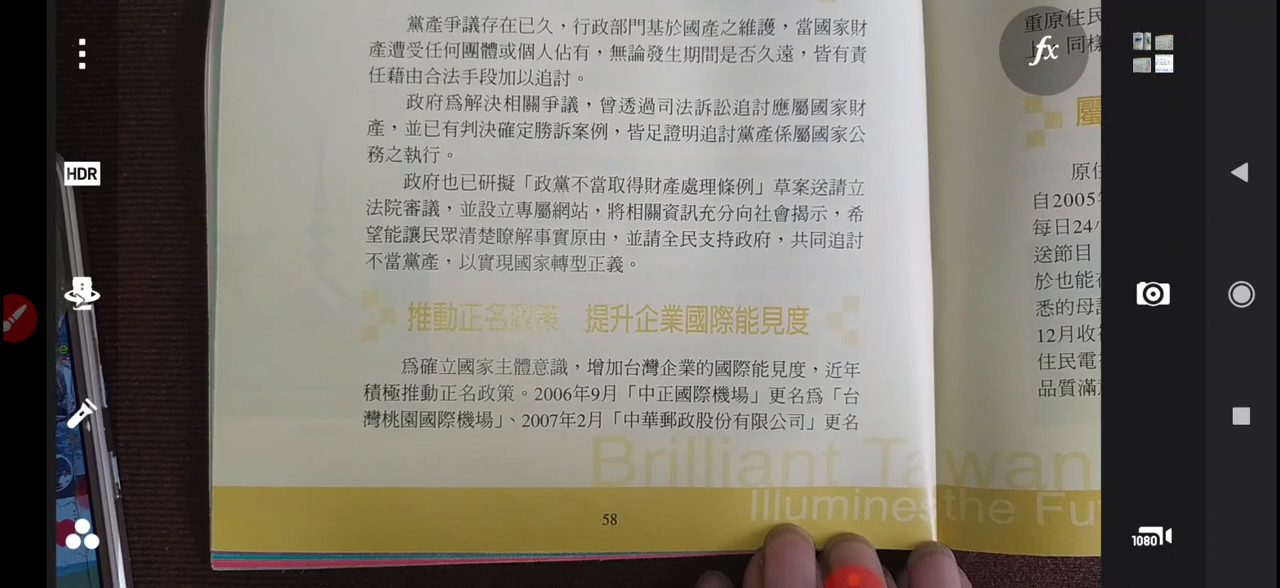 黨產爭議存在已久，行政部門基於國產之維護，當國家財
產遭受任何團體或個人佔有，無論發生期間是否久遠，皆有責
任藉由合法手段加以追討。
政府為解決相關爭議，曾透過司法訴訟追討應屬國家財
產，並已有判決確定勝訴案例，皆足證明追討黨產係屬國家公
務之執行。
政府也已研擬「政黨不當取得財產處理條例」草案送請立
法院審議，並設立專屬網站，將相關資訊充分向社會揭示，希
望能讓民眾清楚瞭解事實原由，並請全民支持政府，共同追討
不當黨產，以實現國家轉型正義。
推動正名政策　提升企業國際能見度
為確立國家主體意識，增加台灣企業的國際能見度，近年
積極推動正名政策。2006年9月「中正國際機場」更名為「台
灣桃園國際機場」、2007年2月「中華郵政股份有限公司」更名
Brilliant Taiwan
Illumines the Fu
58
重原住民
同樣
原住
自2005年
每日24小
送節目
於也能在
悉的母語
12月收視
住民電視
品質滿意
HDR
fx
1080